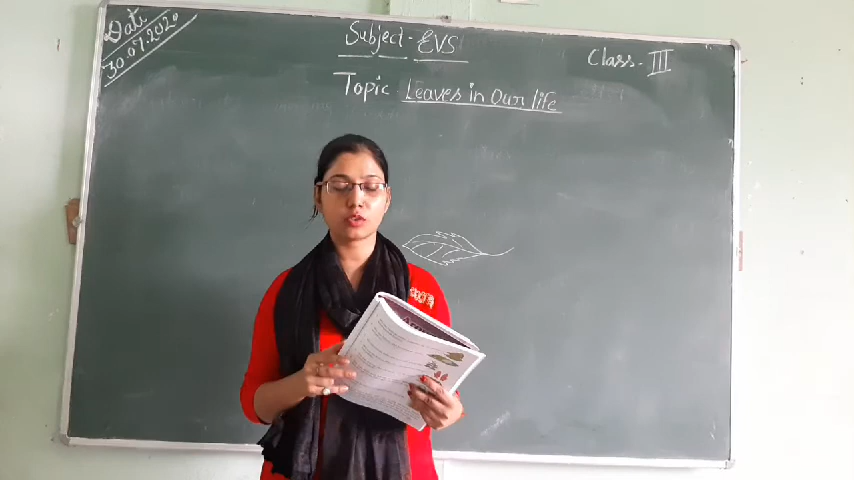 Date
30.07.2020
Subject - EVS
Class - III
Topic Leaves in Our life